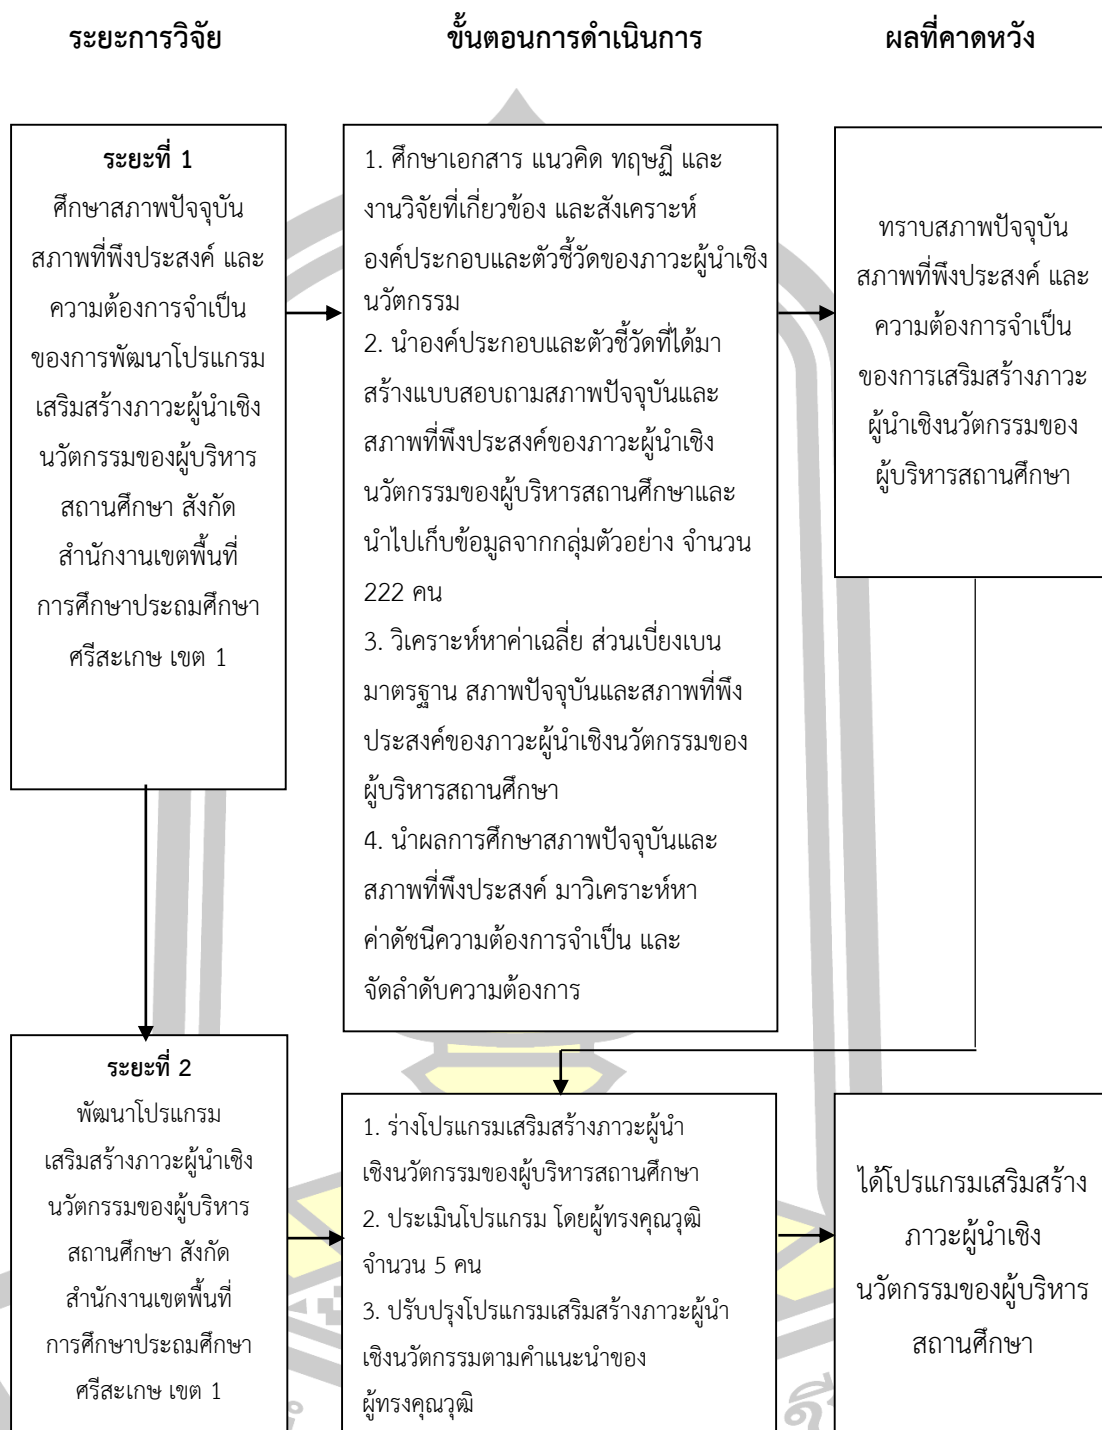 ระยะการวิจัย
ขั้นตอนการดำเนินการ
ผลที่คาดหวัง
ระยะที่ 1
ศึกษาสภาพปัจจุบัน
สภาพที่พึงประสงค์ และ
ความต้องการจำเป็น
ของการพัฒนาโปรแกรม
เสริมสร้างภาวะผู้นำเชิง
นวัตกรรมของผู้บริหาร
สถานศึกษา สังกัด
สำนักงานเขตพื้นที่
การศึกษาประถมศึกษา
ศรีสะเกษ เขต 1
1. ศึกษาเอกสาร แนวคิด ทฤษฎี และ
งานวิจัยที่เกี่ยวข้อง และสังเคราะห์
องค์ประกอบและตัวชี้วัดของภาวะผู้นำเชิง
นวัตกรรม
2. นำองค์ประกอบและตัวชี้วัดที่ได้มา
สร้างแบบสอบถามสภาพปัจจุบันและ
สภาพที่พึงประสงค์ของภาวะผู้นำเชิง
นวัตกรรมของผู้บริหารสถานศึกษาและ
นำไปเก็บข้อมูลจากกลุ่มตัวอย่าง จำนวน
222 คน
3. วิเคราะห์หาค่าเฉลี่ย ส่วนเบี่ยงเบน
มาตรฐาน สภาพปัจจุบันและสภาพที่พึง
ประสงค์ของภาวะผู้นำเชิงนวัตกรรมของ
ผู้บริหารสถานศึกษา
4. นำผลการศึกษาสภาพปัจจุบันและ
สภาพที่พึงประสงค์ มาวิเคราะห์หา
ค่าดัชนีความต้องการจำเป็น และ
จัดลำดับความต้องการ
ทราบสภาพปัจจุบัน
สภาพที่พึงประสงค์ และ
ความต้องการจำเป็น
ของการเสริมสร้างภาวะ
ผู้นำเชิงนวัตกรรมของ
ผู้บริหารสถานศึกษา
ระยะที่ 2
พัฒนาโปรแกรม
เสริมสร้างภาวะผู้นำเชิง
นวัตกรรมของผู้บริหาร
สถานศึกษา สังกัด
สำนักงานเขตพื้นที่
การศึกษาประถมศึกษา
ศรีสะเกษ เขต 1
1. ร่างโปรแกรมเสริมสร้างภาวะผู้นำ
เชิงนวัตกรรมของผู้บริหารสถานศึกษา
2. ประเมินโปรแกรม โดยผู้ทรงคุณวุฒิ
จำนวน 5 คน
3. ปรับปรุงโปรแกรมเสริมสร้างภาวะผู้นำ
เชิงนวัตกรรมตามคำแนะนำของ
ผู้ทรงคุณวุฒิ
ได้โปรแกรมเสริมสร้าง
ภาวะผู้นำเชิง
นวัตกรรมของผู้บริหาร
สถานศึกษา